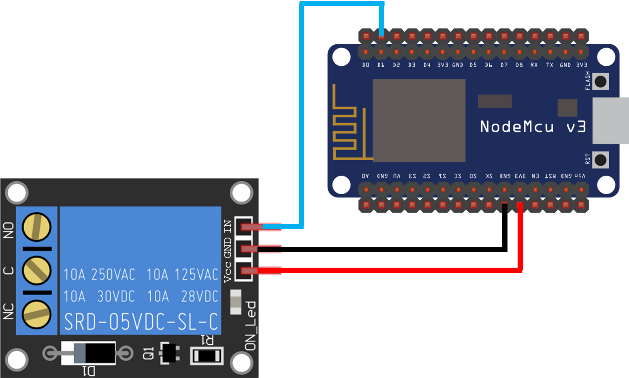 D0 D1 D2 D3 D4 3V3 GND D5 D6 D7 D8 RX TX GND 3V3
FLASH
NodeMcu v3
RST
A0 GND VU S3 S2 S1 SC S0 SK GND 3V3 EN RST GND Vin
NO
C
NC
IN
GND
Vcc
10A 250VAC 10A 125VAC
10A 30VDC 10A 28VDC
SRD-05VDC-SL-C
ON_Led
D1
Q1
R1